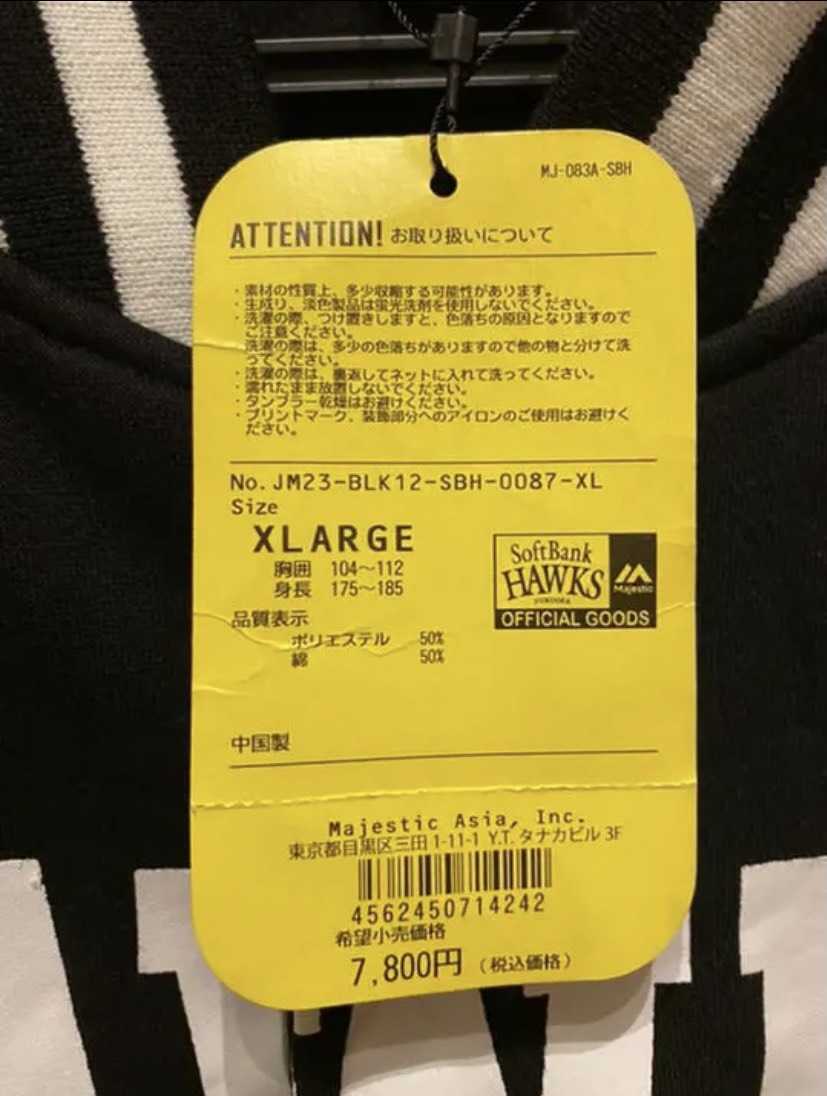 MJ-083A-SBH
ATTENTION! お取り扱いについて
・素材の性質上、多少収縮する可能性があります。
・生成り、淡色製品は蛍光洗剤を使用しないでください。
・洗濯の際、つけ置きしますと、色落ちの原因となりますので
ご注意ください。
・洗濯の際は、多少の色落ちがありますので他の物と分けて洗
ってください。
・洗濯の際は、裏返してネットに入れて洗ってください。
・濡れたまま放置しないでください。
・タンブラー乾燥はお避けください。
・プリントマーク、装飾部分へのアイロンのご使用はお避けく
ださい。
No. JM23-BLK12-SBH-0087-XL
Size
XLARGE
胸囲 104～112
身長 175～185
品質表示
ポリエステル 50%
綿 50%
SoftBank
HAWKS
FUKUOKA
Majestic
OFFICIAL GOODS
中国製
Majestic Asia, Inc.
東京都目黒区三田 1-11-1 Y.T. タナカビル 3F
4562450714242
希望小売価格
7,800円 （税込価格）